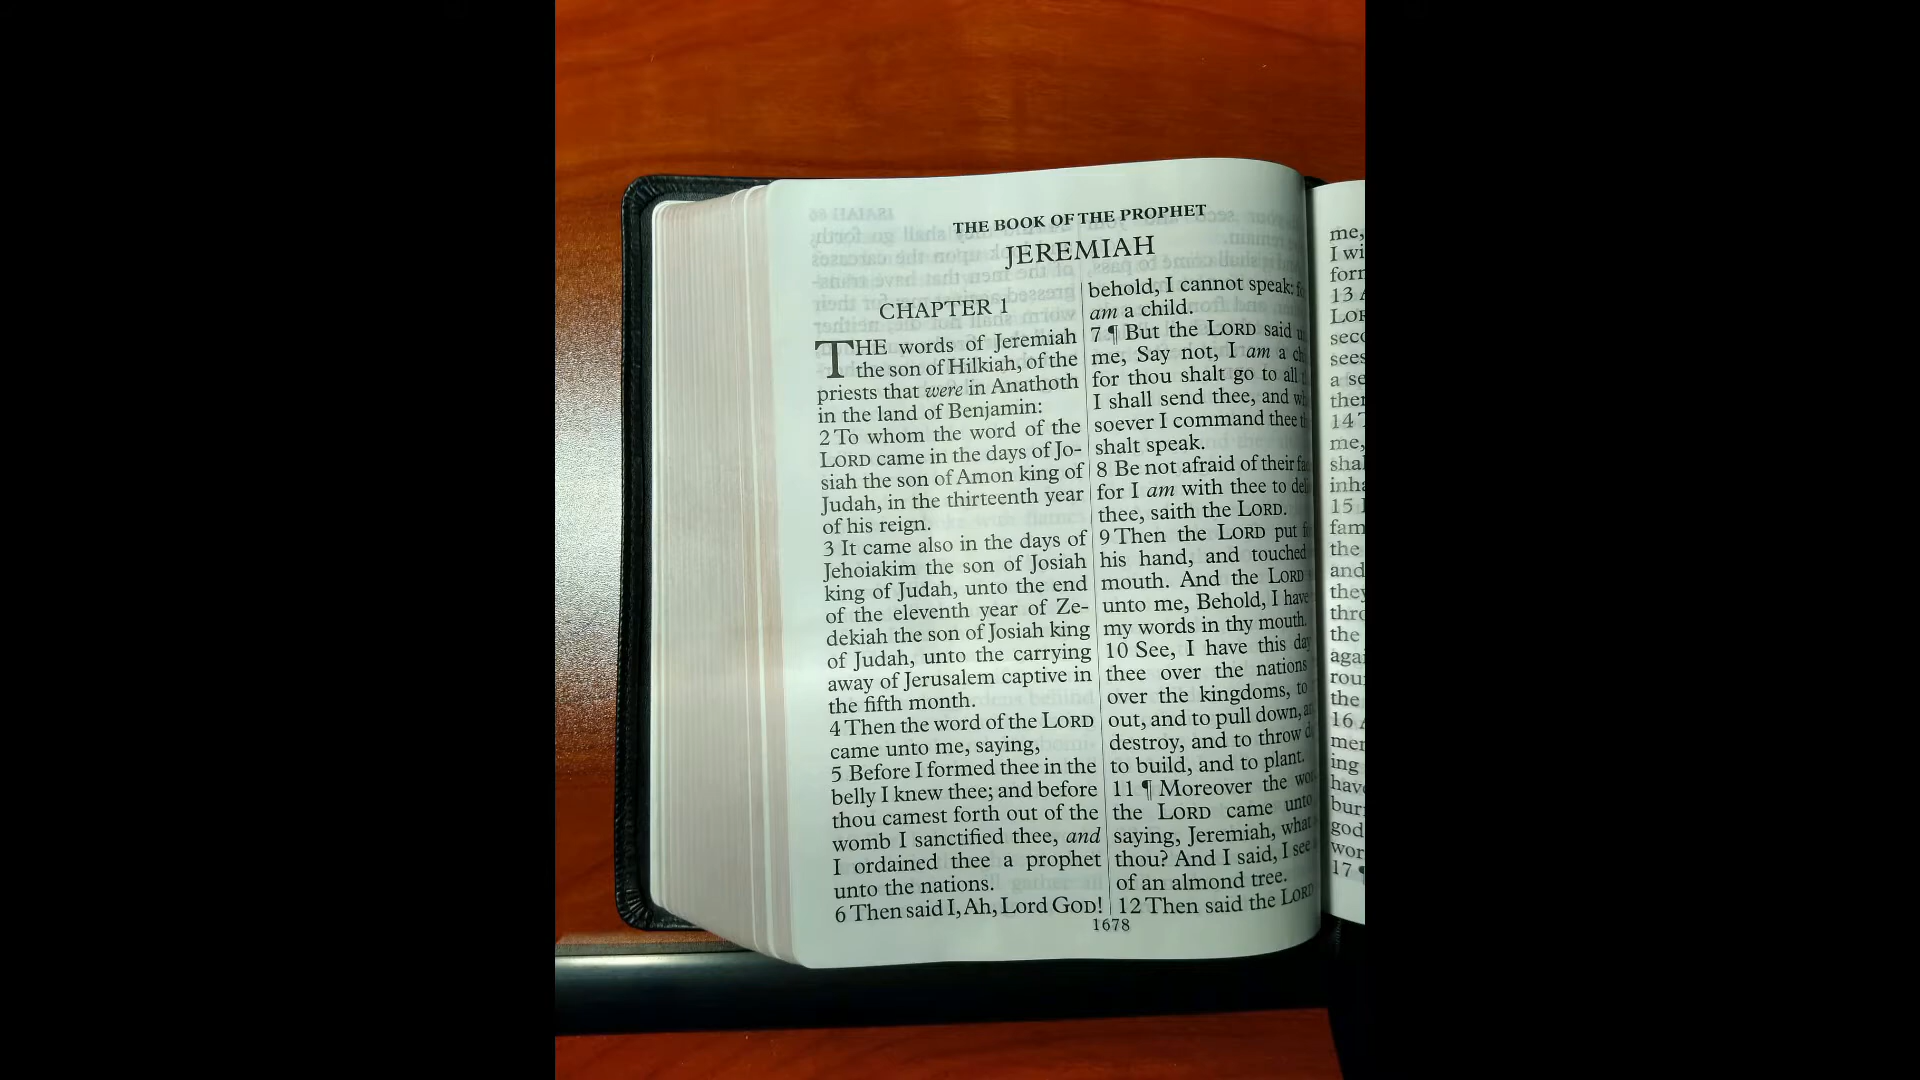 THE BOOK OF THE PROPHET
JEREMIAH
CHAPTER 1
THE words of Jeremiah
the son of Hilkiah, of the
priests that were in Anathoth
in the land of Benjamin:
2 To whom the word of the
LORD came in the days of Jo-
siah the son of Amon king of
Judah, in the thirteenth year
of his reign.
3 It came also in the days of
Jehoiakim the son of Josiah
king of Judah, unto the end
of the eleventh year of Ze-
dekiah the son of Josiah king
of Judah, unto the carrying
away of Jerusalem captive in
the fifth month.
4 Then the word of the LORD
came unto me, saying,
5 Before I formed thee in the
belly I knew thee; and before
thou camest forth out of the
womb I sanctified thee, and
I ordained thee a prophet
unto the nations.
6 Then said I, Ah, Lord GOD!
behold, I cannot speak:
am a child.
7 ¶ But the LORD said
me, Say not, I am a
for thou shalt go to all
I shall send thee, and
soever I command thee
shalt speak.
8 Be not afraid of their
for I am with thee to
thee, saith the LORD.
9 Then the LORD put
his hand, and touched
mouth. And the LORD
unto me, Behold, I have
my words in thy mouth.
10 See, I have this day
thee over the nations
over the kingdoms, to
out, and to pull down,
destroy, and to throw
to build, and to plant.
11 ¶ Moreover the
the LORD came unto
saying, Jeremiah, what
thou? And I said, I see
of an almond tree.
12 Then said the LORD
1678
me,
I
13
14
me,
15
the
and
they
the
the
16
ing
17